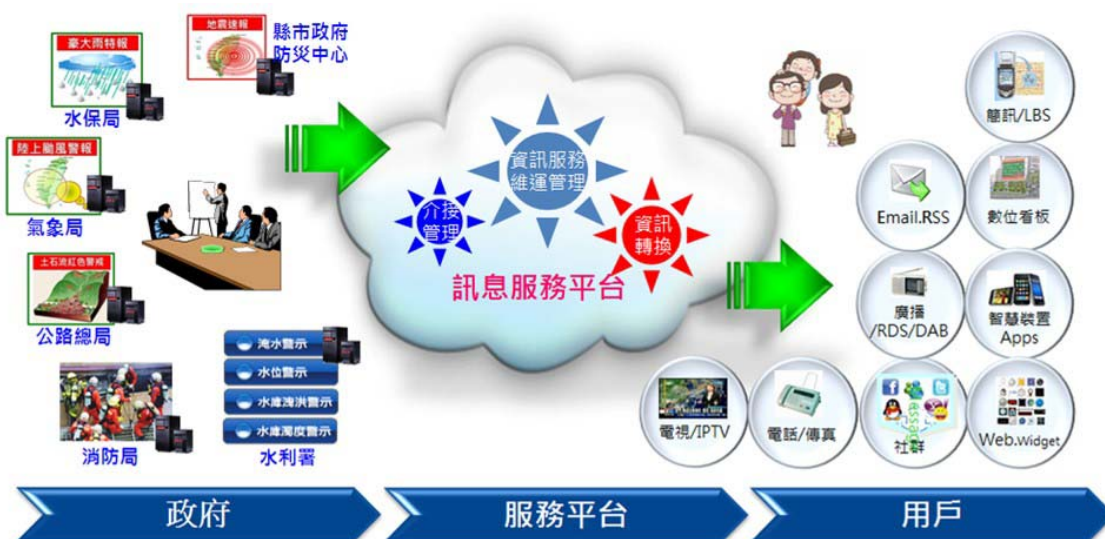 豪大雨特報
水保局
地震速報
縣市政府
防災中心
陸上颱風警報
氣象局
土石流紅色警戒
公路總局
消防局
淹水警示
水位警示
水庫洩洪警示
水庫濁度警示
水利署
資訊服務
維運管理
介接
管理
資訊
轉換
訊息服務平台
簡訊/LBS
Email.RSS
數位看板
廣播
/RDS/DAB
智慧裝置
Apps
電視/IPTV
電話/傳真
社群
Web.Widget
政府
服務平台
用戶